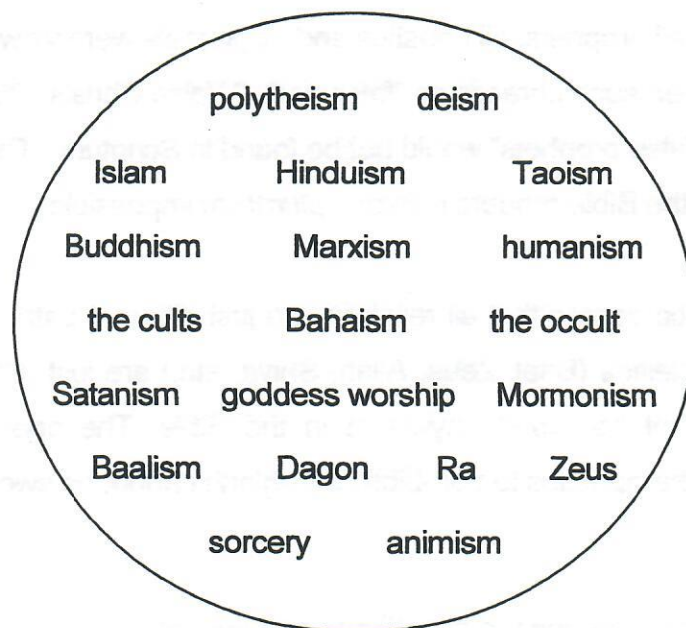 polytheism deism
Islam Hinduism Taoism
Buddhism Marxism humanism
the cults Bahaism the occult
Satanism goddess worship Mormonism
Baalism Dagon Ra Zeus
sorcery animism